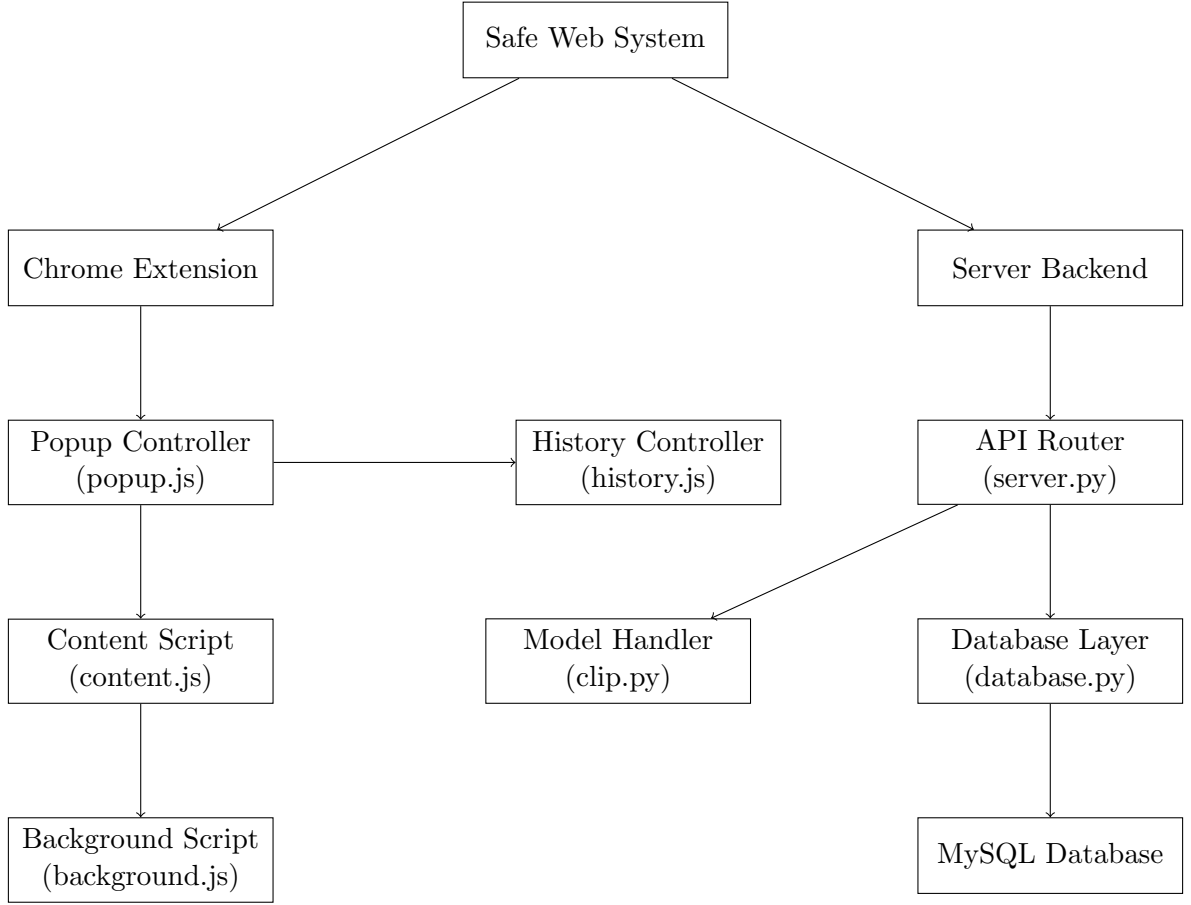 Safe Web System
Chrome Extension
Server Backend
Popup Controller
(popup.js)
History Controller
(history.js)
API Router
(server.py)
Content Script
(content.js)
Model Handler
(clip.py)
Database Layer
(database.py)
Background Script
(background.js)
MySQL Database